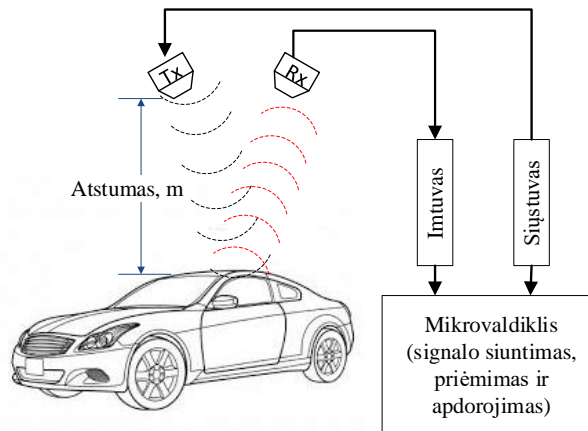 Tx
Rx
Atstumas, m
Imtuvas
Siųstuvas
Mikrovaldiklis
(signalo siuntimas,
priėmimas ir
apdorojimas)